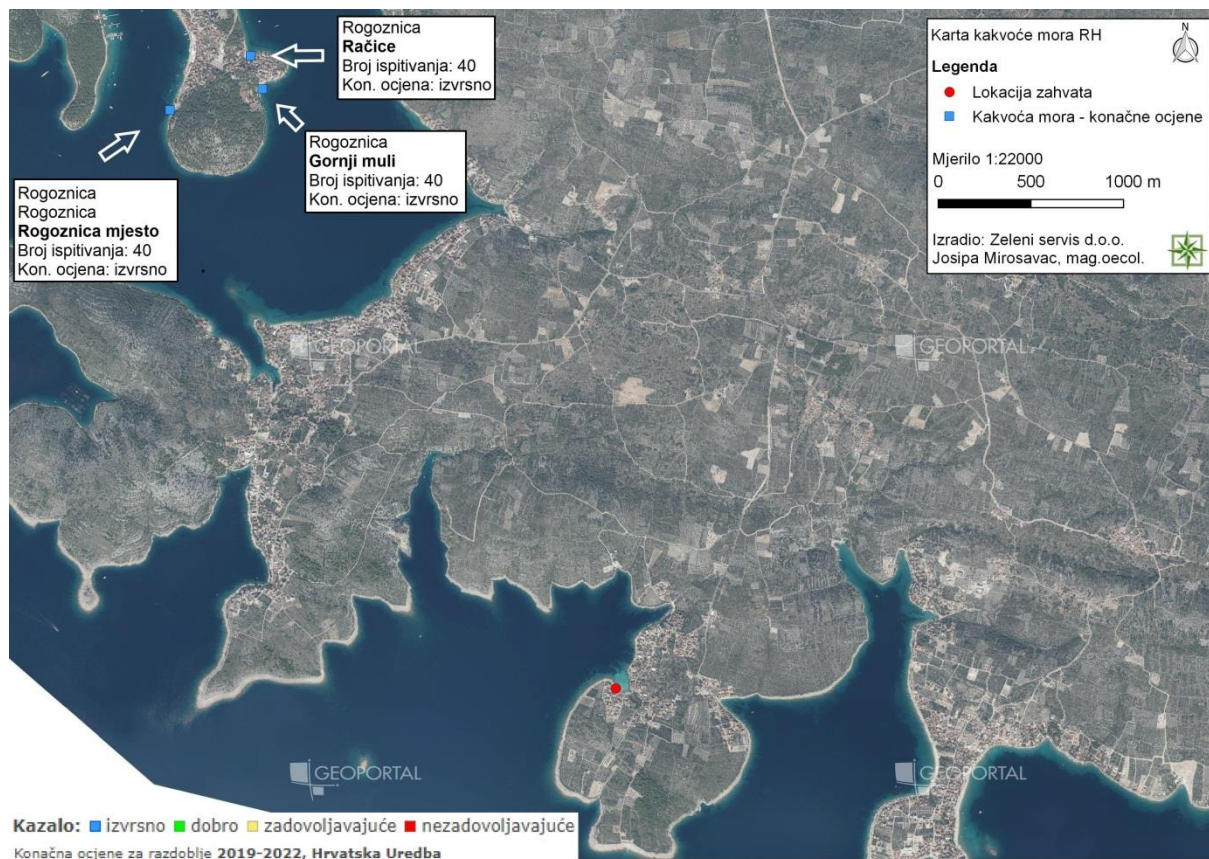 Rogoznica
Račice
Broj ispitivanja: 40
Kon. ocjena: izvrsno
Rogoznica
Gornji muli
Broj ispitivanja: 40
Kon. ocjena: izvrsno
Rogoznica
Rogoznica
Rogoznica mjesto
Broj ispitivanja: 40
Kon. ocjena: izvrsno
Karta kakvoće mora RH
N
Legenda
Lokacija zahvata
Kakvoća mora - konačne ocjene
Mjerilo 1:22000
0 500 1000 m
Izradio: Zeleni servis d.o.o.
Josipa Mirosavac, mag.oecol.
GEOPORTAL
GEOPORTAL
GEOPORTAL
GEOPORTAL
Kazalo: izvrsno dobro zadovoljavajuće nezadovoljavajuće
Konačna ocjene za razdoblje 2019-2022, Hrvatska Uredba